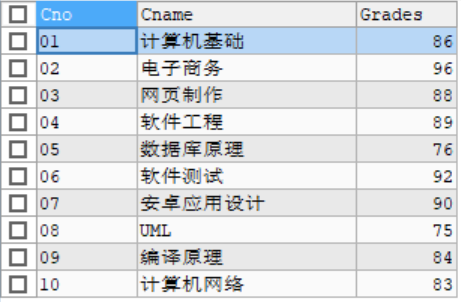 Cno Cname Grades
01 计算机基础 86
02 电子商务 96
03 网页制作 88
04 软件工程 89
05 数据库原理 76
06 软件测试 92
07 安卓应用设计 90
08 UML 75
09 编译原理 84
10 计算机网络 83